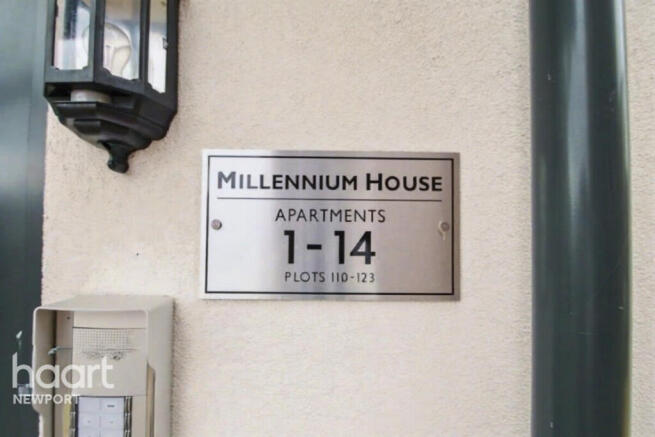 MILLENNIUM HOUSE
APARTMENTS
1-14
PLOTS 110-123
haart
NEWPORT